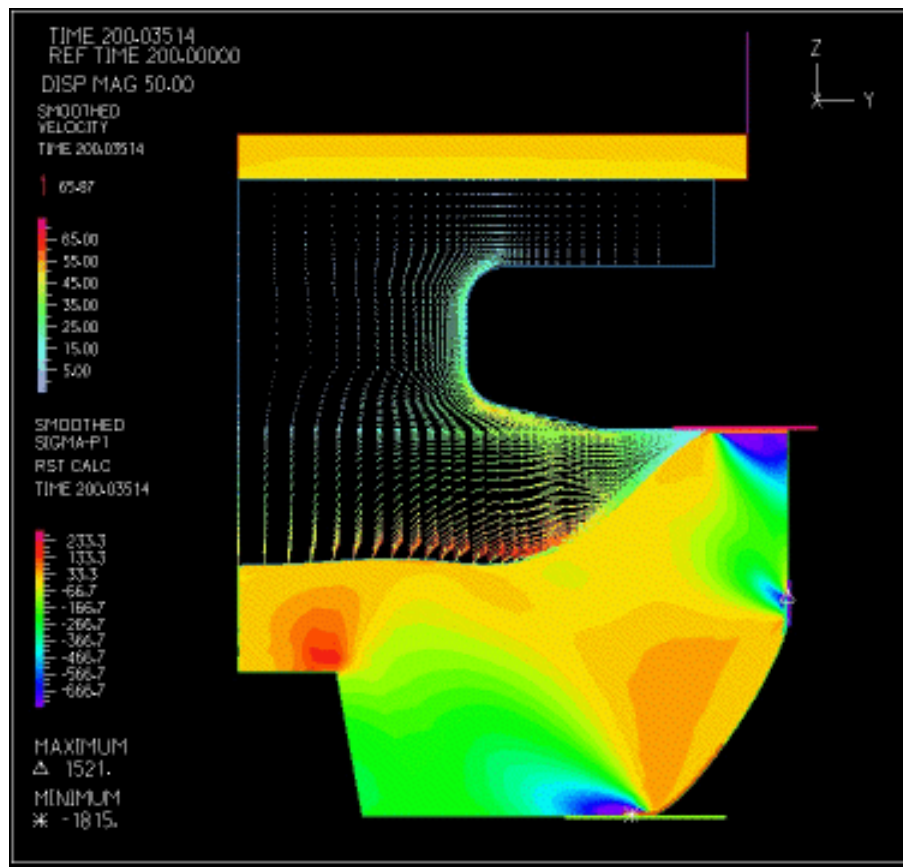 TIME 200.03514
REF TIME 200.00000
DISP MAG 50.00
SMOOTHED
VELOCITY
TIME 200.03514
65.87
65.00
55.00
45.00
35.00
25.00
15.00
5.00
SMOOTHED
SIGMA-P1
RST CALC
TIME 200.03514
233.3
133.3
33.3
-66.7
-166.7
-266.7
-366.7
-466.7
-566.7
-666.7
MAXIMUM
△ 1521.
MINIMUM
* -1815.
Z
X Y